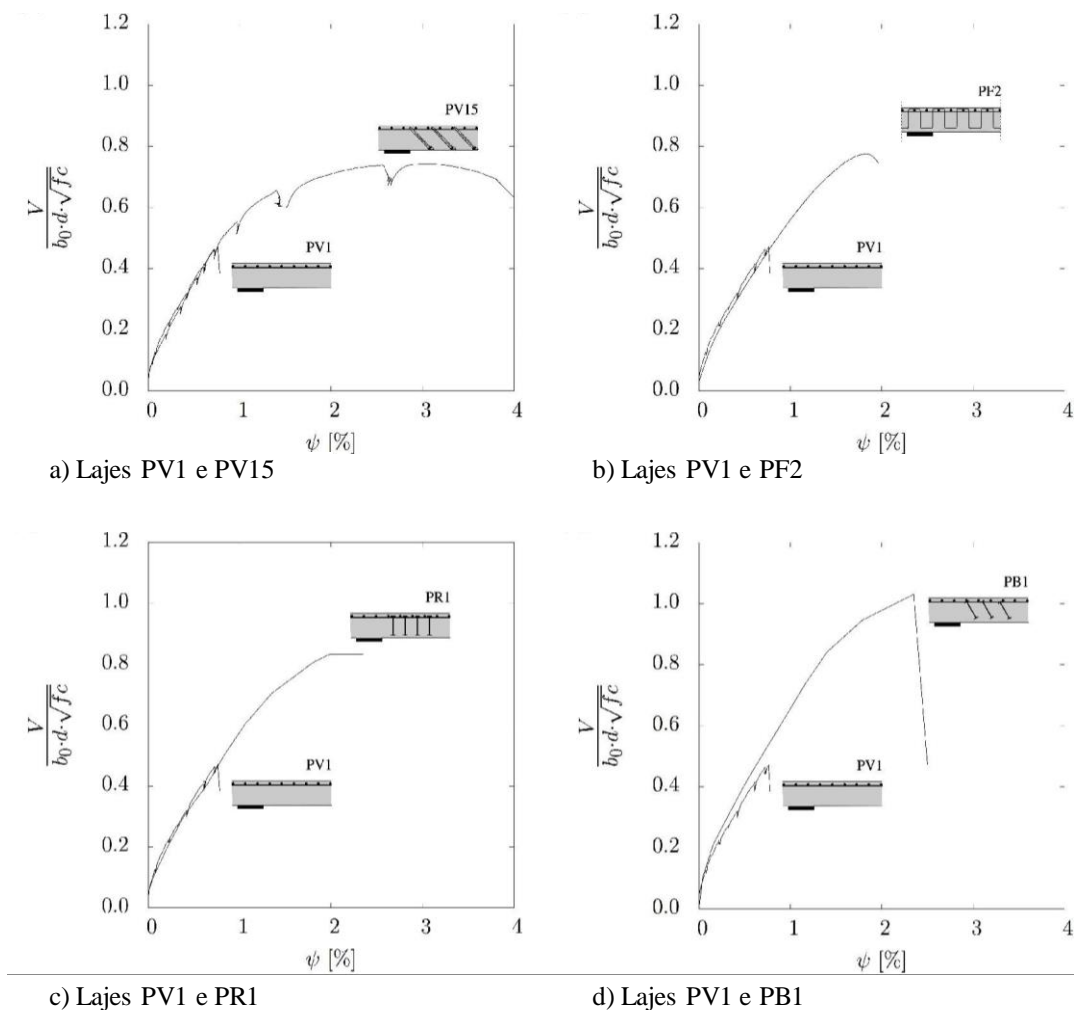 1.2
1.0
0.8
0.6
0.4
0.2
0.0
0 1 2 3 4
V
b0·d·√fc
ψ [%]
PV15
PV1
a) Lajes PV1 e PV15
1.2
1.0
0.8
0.6
0.4
0.2
0.0
0 1 2 3 4
V
b0·d·√fc
ψ [%]
PF2
PV1
b) Lajes PV1 e PF2
1.2
1.0
0.8
0.6
0.4
0.2
0.0
0 1 2 3 4
V
b0·d·√fc
ψ [%]
PR1
PV1
c) Lajes PV1 e PR1
1.2
1.0
0.8
0.6
0.4
0.2
0.0
0 1 2 3 4
V
b0·d·√fc
ψ [%]
PB1
PV1
d) Lajes PV1 e PB1